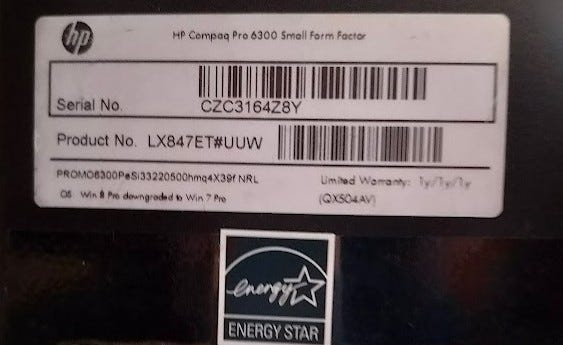 hp
HP Compaq Pro 6300 Small Form Factor
Serial No. CZC3164Z8Y
Product No. LX847ET#UUW
PROMO6300PeSi33220500hmq4X39f NRL
Limited Warranty: 1y/1y/1y
OS Win 8 Pro downgraded to Win 7 Pro
(QX504AV)
energy
ENERGY STAR